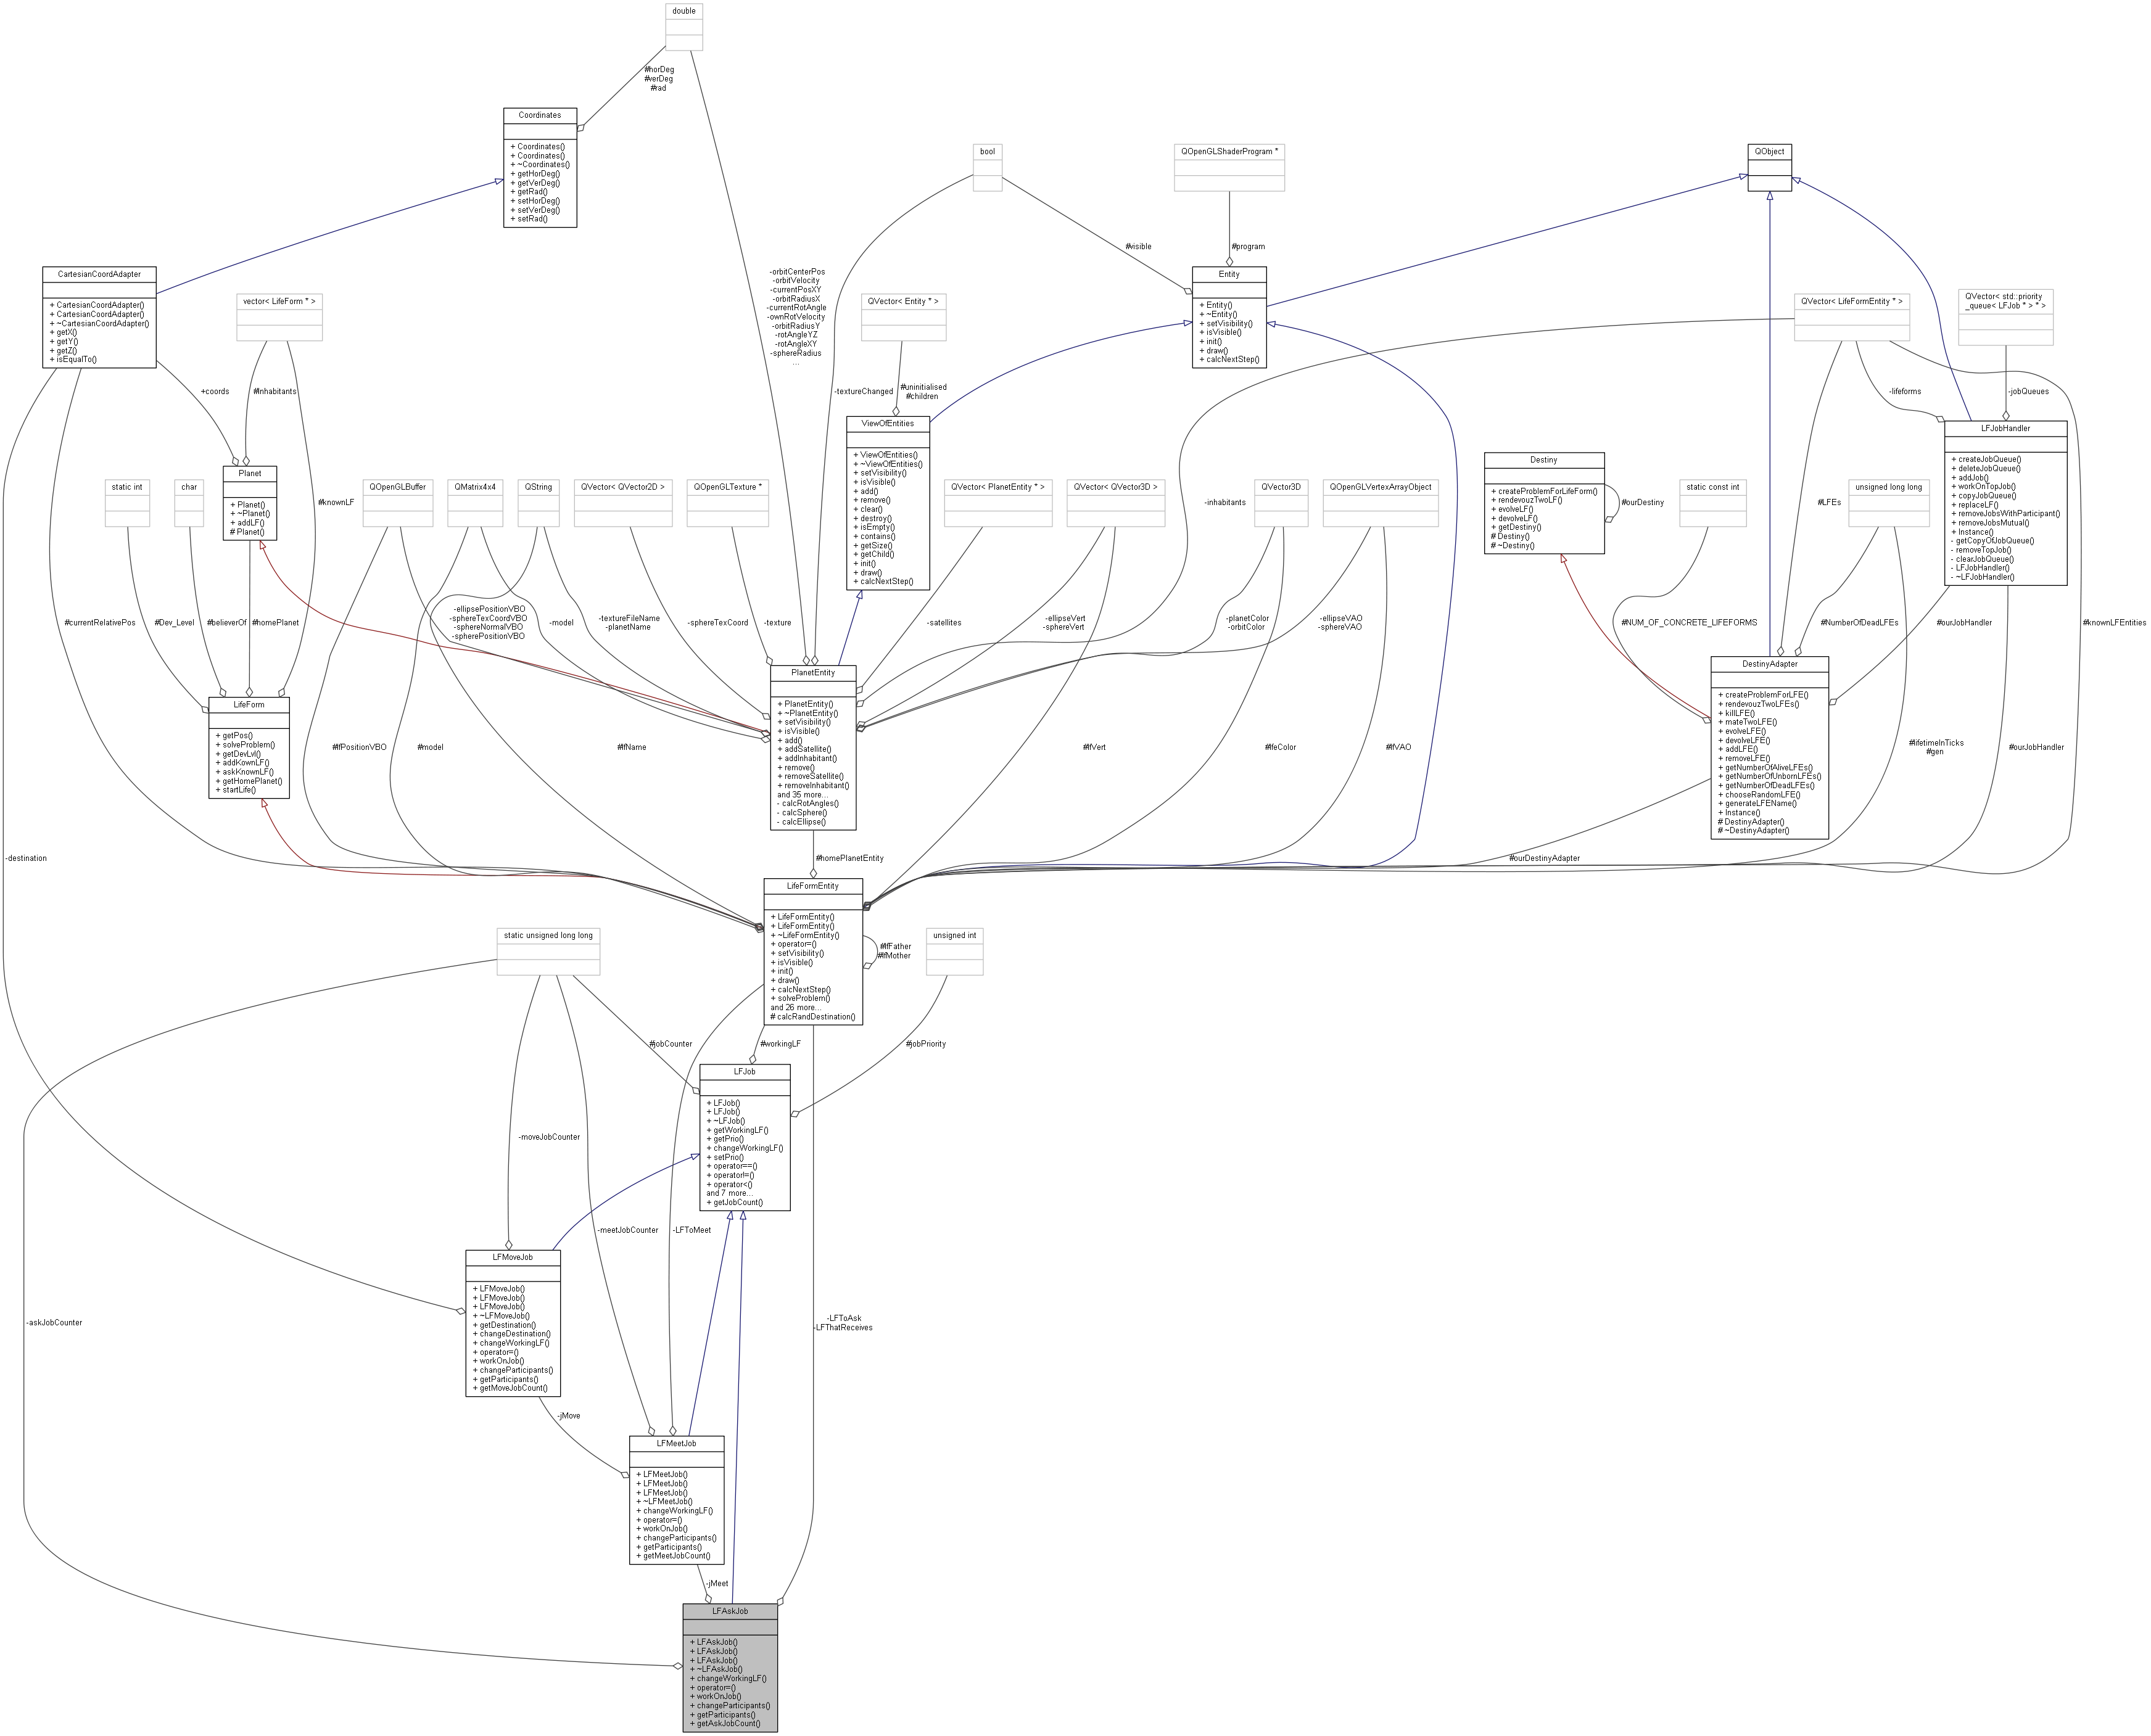 double
#horDeg
#verDeg
#rad
Coordinates
+ Coordinates()
+ Coordinates()
+ ~Coordinates()
+ getHorDeg()
+ getVerDeg()
+ getRad()
+ setHorDeg()
+ setVerDeg()
+ setRad()
bool
QOpenGLShaderProgram *
QObject
#visible
#program
CartesianCoordAdapter
+ CartesianCoordAdapter()
+ CartesianCoordAdapter()
+ ~CartesianCoordAdapter()
+ getX()
+ getY()
+ getZ()
+ isEqualTo()
vector< LifeForm * >
-orbitCenterPos
-orbitVelocity
-currentPosXY
-orbitRadiusX
-currentRotAngle
-ownRotVelocity
-orbitRadiusY
-rotAngleYZ
-rotAngleXY
-sphereRadius
...
QVector< Entity * >
Entity
+ Entity()
+ ~Entity()
+ setVisibility()
+ isVisible()
+ init()
+ draw()
+ calcNextStep()
QVector< LifeFormEntity * >
QVector< std::priority
_queue< LFJob * > * >
+coords
#Inhabitants
-textureChanged
#uninitialised
#children
-lifeforms
-jobQueues
ViewOfEntities
+ ViewOfEntities()
+ ~ViewOfEntities()
+ setVisibility()
+ isVisible()
+ add()
+ remove()
+ clear()
+ destroy()
+ isEmpty()
+ contains()
+ getSize()
+ getChild()
+ init()
+ draw()
+ calcNextStep()
LFJobHandler
+ createJobQueue()
+ deleteJobQueue()
+ addJob()
+ workOnTopJob()
+ copyJobQueue()
+ replaceLF()
+ removeJobsWithParticipant()
+ removeJobsMutual()
+ Instance()
- getCopyOfJobQueue()
- removeTopJob()
- clearJobQueue()
- LFJobHandler()
- ~LFJobHandler()
Destiny
+ createProblemForLifeForm()
+ rendevouzTwoLF()
+ evolveLF()
+ devolveLF()
+ getDestiny()
# Destiny()
# ~Destiny()
#ourDestiny
Planet
+ Planet()
+ ~Planet()
+ addLF()
# Planet()
static int
char
#knownLF
QOpenGLBuffer
QMatrix4x4
QString
QVector< QVector2D >
QOpenGLTexture *
QVector< PlanetEntity * >
QVector< QVector3D >
-inhabitants
QVector3D
QOpenGLVertexArrayObject
static const int
#LFEs
unsigned long long
#currentRelativePos
#Dev_Level
#believerOf
#homePlanet
-ellipsePositionVBO
-sphereTexCoordVBO
-sphereNormalVBO
-spherePositionVBO
-model
-textureFileName
-planetName
-sphereTexCoord
-texture
-satellites
-ellipseVert
-sphereVert
-planetColor
-orbitColor
-ellipseVAO
-sphereVAO
#NUM_OF_CONCRETE_LIFEFORMS
#NumberOfDeadLFEs
#ourJobHandler
#knownLFEntities
PlanetEntity
+ PlanetEntity()
+ ~PlanetEntity()
+ setVisibility()
+ isVisible()
+ add()
+ addSatellite()
+ addInhabitant()
+ remove()
+ removeSatellite()
+ removeInhabitant()
and 35 more...
- calcRotAngles()
- calcSphere()
- calcEllipse()
DestinyAdapter
+ createProblemForLFE()
+ rendevouzTwoLFEs()
+ killLFE()
+ mateTwoLFE()
+ evolveLFE()
+ devolveLFE()
+ addLFE()
+ removeLFE()
+ getNumberOfAliveLFEs()
+ getNumberOfUnbornLFEs()
+ getNumberOfDeadLFEs()
+ chooseRandomLFE()
+ generateLFEName()
+ Instance()
# DestinyAdapter()
# ~DestinyAdapter()
LifeForm
+ getPos()
+ solveProblem()
+ getDevLvl()
+ addKownLF()
+ askKnownLF()
+ getHomePlanet()
+ startLife()
#lfPositionVBO
#model
#lfName
#lfVert
#lfeColor
#lfVAO
#lifetimeInTicks
#gen
#ourJobHandler
-destination
#homePlanetEntity
#ourDestinyAdapter
LifeFormEntity
+ LifeFormEntity()
+ LifeFormEntity()
+ ~LifeFormEntity()
+ operator=()
+ setVisibility()
+ isVisible()
+ init()
+ draw()
+ calcNextStep()
+ solveProblem()
and 26 more...
# calcRandDestination()
#lfFather
#lfMother
static unsigned long long
unsigned int
#jobCounter
#workingLF
#jobPriority
LFJob
+ LFJob()
+ LFJob()
+ ~LFJob()
+ getWorkingLF()
+ getPrio()
+ changeWorkingLF()
+ setPrio()
+ operator==()
+ operator!=()
+ operator<()
and 7 more...
+ getJobCount()
-moveJobCounter
-meetJobCounter
-LFToMeet
LFMoveJob
+ LFMoveJob()
+ LFMoveJob()
+ LFMoveJob()
+ ~LFMoveJob()
+ getDestination()
+ changeDestination()
+ changeWorkingLF()
+ operator=()
+ workOnJob()
+ changeParticipants()
+ getParticipants()
+ getMoveJobCount()
-askJobCounter
-LFToAsk
-LFThatReceives
-jMove
LFMeetJob
+ LFMeetJob()
+ LFMeetJob()
+ LFMeetJob()
+ ~LFMeetJob()
+ changeWorkingLF()
+ operator=()
+ workOnJob()
+ changeParticipants()
+ getParticipants()
+ getMeetJobCount()
-jMeet
LFAskJob
+ LFAskJob()
+ LFAskJob()
+ LFAskJob()
+ ~LFAskJob()
+ changeWorkingLF()
+ operator=()
+ workOnJob()
+ changeParticipants()
+ getParticipants()
+ getAskJobCount()